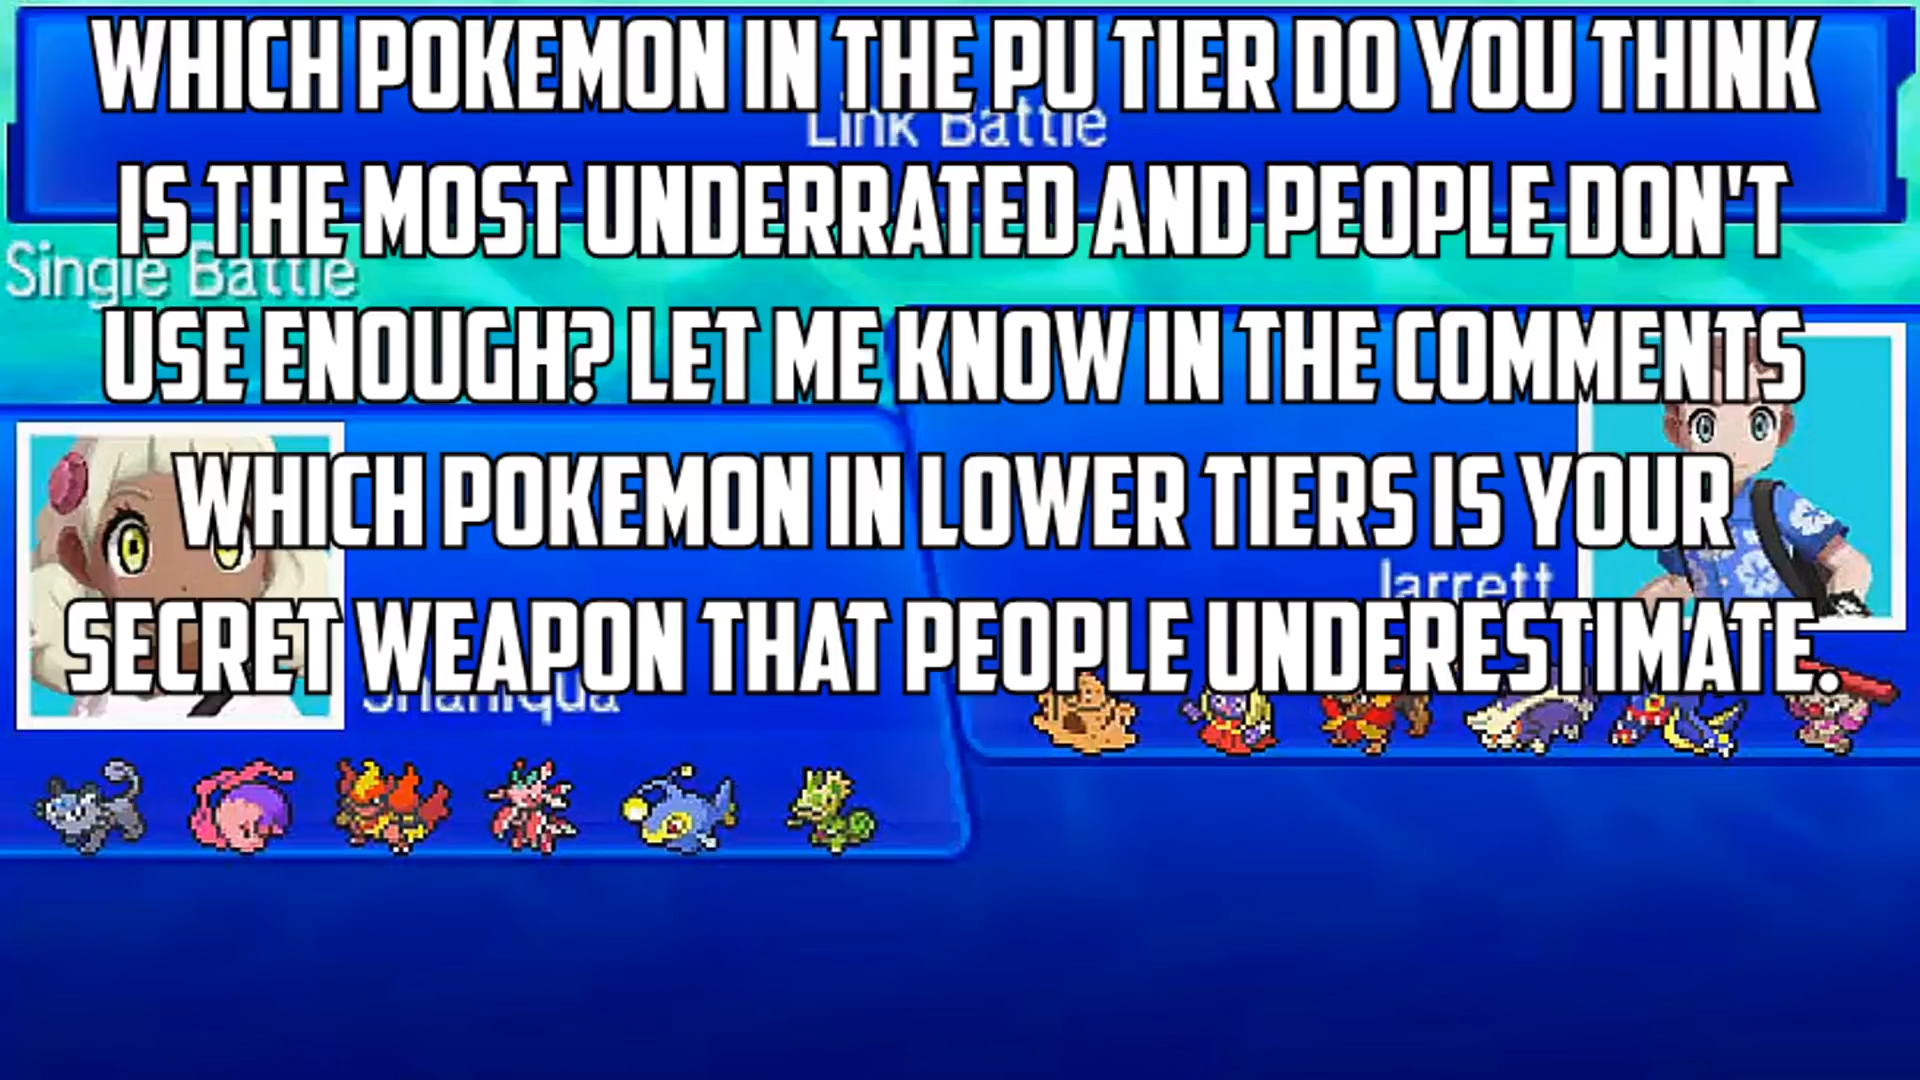 WHICH POKEMON IN THE PU TIER DO YOU THINK
Link Battle
IS THE MOST UNDERRATED AND PEOPLE DON'T
Single Battle
USE ENOUGH? LET ME KNOW IN THE COMMENTS
WHICH POKEMON IN LOWER TIERS IS YOUR
Jarrett
SECRET WEAPON THAT PEOPLE UNDERESTIMATE.
Shaniqua